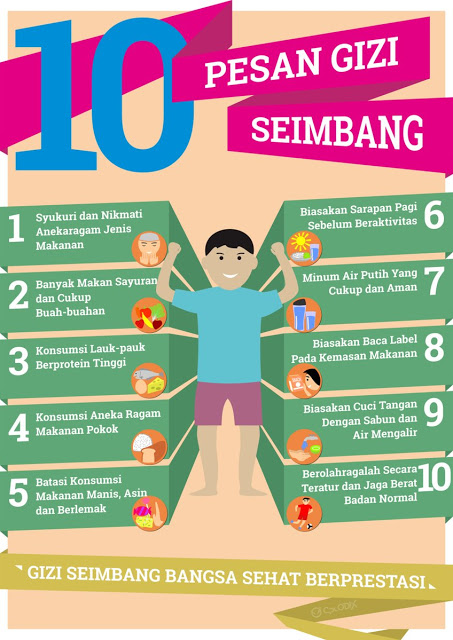 10
PESAN GIZI
SEIMBANG
1
Syukuri dan Nikmati
Anekaragam Jenis
Makanan
2
Banyak Makan Sayuran
dan Cukup
Buah-buahan
3
Konsumsi Lauk-pauk
Berprotein Tinggi
4
Konsumsi Aneka Ragam
Makanan Pokok
5
Batasi Konsumsi
Makanan Manis, Asin
dan Berlemak
Biasakan Sarapan Pagi
Sebelum Beraktivitas
6
Minum Air Putih Yang
Cukup dan Aman
7
Biasakan Baca Label
Pada Kemasan Makanan
8
Biasakan Cuci Tangan
Dengan Sabun dan
Air Mengalir
9
Berolahragalah Secara
Teratur dan Jaga Berat
Badan Normal
10
GIZI SEIMBANG BANGSA SEHAT BERPRESTASI